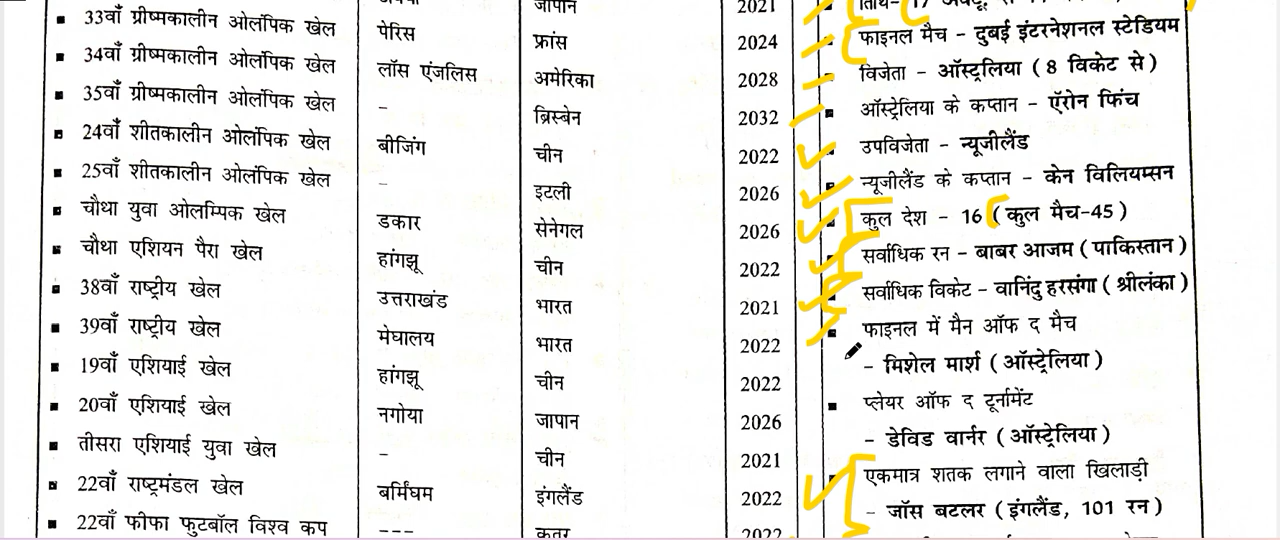 जापान 2021
33वाँ ग्रीष्मकालीन ओलंपिक खेल पेरिस फ्रांस 2024
34वाँ ग्रीष्मकालीन ओलंपिक खेल लॉस एंजलिस अमेरिका 2028
35वाँ ग्रीष्मकालीन ओलंपिक खेल - ब्रिस्बेन 2032
24वाँ शीतकालीन ओलंपिक खेल बीजिंग चीन 2022
25वाँ शीतकालीन ओलंपिक खेल - इटली 2026
चौथा युवा ओलम्पिक खेल डकार सेनेगल 2026
चौथा एशियन पैरा खेल हांगझू चीन 2022
38वाँ राष्ट्रीय खेल उत्तराखंड भारत 2021
39वाँ राष्ट्रीय खेल मेघालय भारत 2022
19वाँ एशियाई खेल हांगझू चीन 2022
20वाँ एशियाई खेल नगोया जापान 2026
तीसरा एशियाई युवा खेल - चीन 2021
22वाँ राष्ट्रमंडल खेल बर्मिंघम इंगलैंड 2022
22वाँ फीफा फुटबॉल विश्व कप --- कतर 2022
तिथि- 17
फाइनल मैच - दुबई इंटरनेशनल स्टेडियम
विजेता - ऑस्ट्रलिया ( 8 विकेट से )
ऑस्ट्रेलिया के कप्तान - ऍरोन फिंच
उपविजेता - न्यूजीलैंड
न्यूजीलैंड के कप्तान - केन विलियम्सन
कुल देश - 16 ( कुल मैच-45 )
सर्वाधिक रन - बाबर आजम ( पाकिस्तान )
सर्वाधिक विकेट - वानिंदु हरसंगा ( श्रीलंका )
फाइनल में मैन ऑफ द मैच
- मिशेल मार्श ( ऑस्ट्रेलिया )
प्लेयर ऑफ द टूर्नामेंट
- डेविड वार्नर ( ऑस्ट्रेलिया )
एकमात्र शतक लगाने वाला खिलाड़ी
- जॉस बटलर ( इंगलैंड, 101 रन )